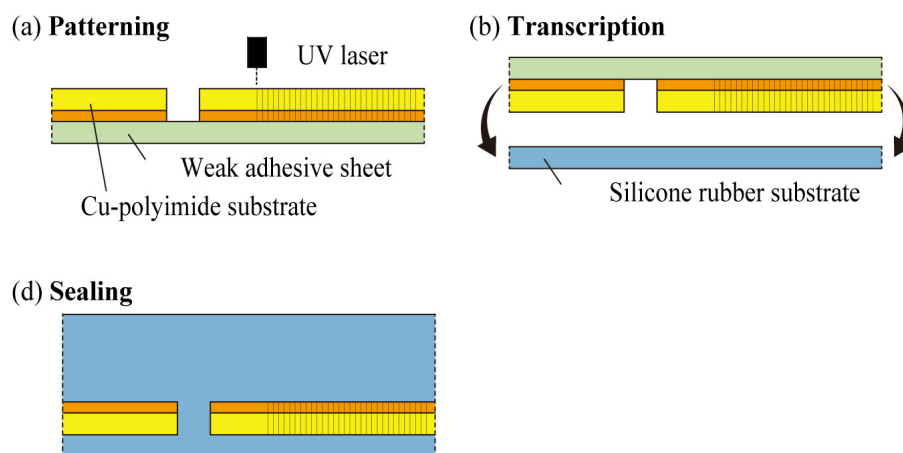 (a) Patterning
UV laser
Weak adhesive sheet
Cu-polyimide substrate
(b) Transcription
Silicone rubber substrate
(d) Sealing